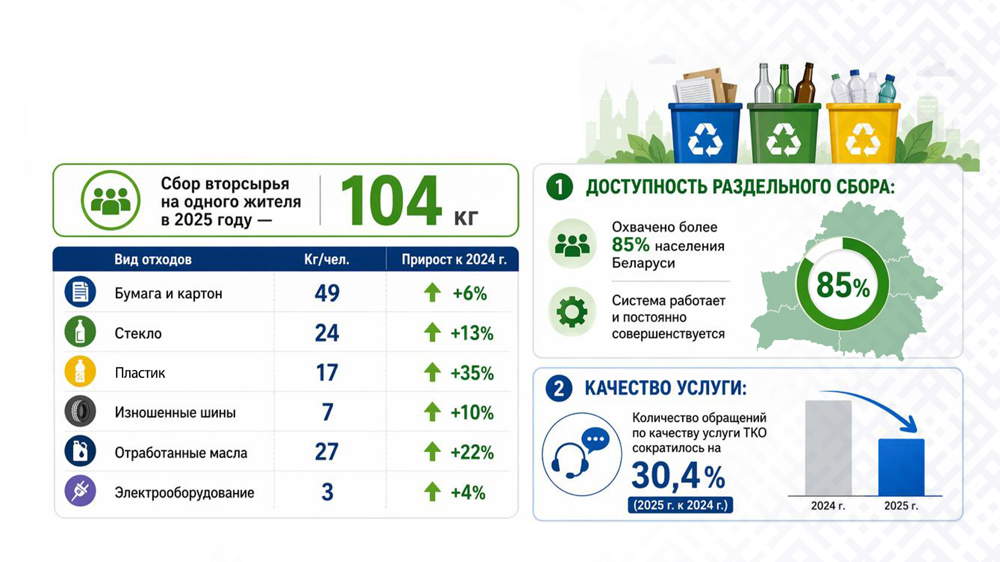 Сбор вторсырья
на одного жителя
в 2025 году —
104 кг
Вид отходов Кг/чел. Прирост к 2024 г.
Бумага и картон 49 +6%
Стекло 24 +13%
Пластик 17 +35%
Изношенные шины 7 +10%
Отработанные масла 27 +22%
Электрооборудование 3 +4%
1 ДОСТУПНОСТЬ РАЗДЕЛЬНОГО СБОРА:
Охвачено более
85% населения
Беларуси
Система работает
и постоянно
совершенствуется
85%
2 КАЧЕСТВО УСЛУГИ:
Количество обращений
по качеству услуги ТКО
сократилось на
30,4%
(2025 г. к 2024 г.)
2024 г. 2025 г.